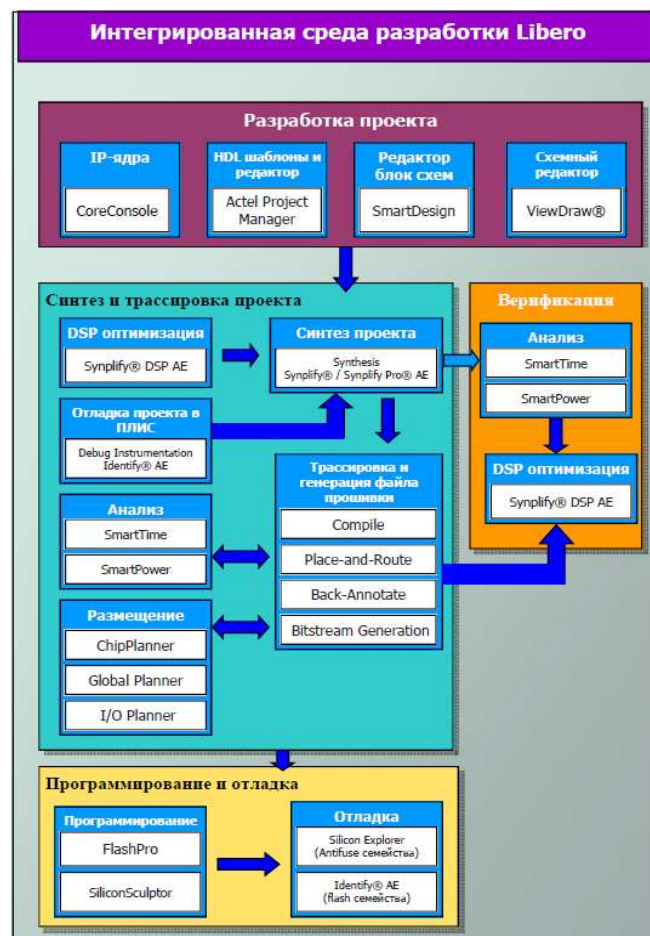 Интегрированная среда разработки Libero
Разработка проекта
IP-ядра
CoreConsole
HDL шаблоны и
редактор
Actel Project
Manager
Редактор
блок схем
SmartDesign
Схемный
редактор
ViewDraw®
Синтез и трассировка проекта
DSP оптимизация
Synplify® DSP AE
Синтез проекта
Synthesis
Synplify® / Synplify Pro® AE
Отладка проекта в
ПЛИС
Debug Instrumentation
Identify® AE
Трассировка и
генерация файла
прошивки
Compile
Place-and-Route
Back-Annotate
Bitstream Generation
Анализ
SmartTime
SmartPower
Размещение
ChipPlanner
Global Planner
I/O Planner
Верификация
Анализ
SmartTime
SmartPower
DSP оптимизация
Synplify® DSP AE
Программирование и отладка
Программирование
FlashPro
SiliconSculptor
Отладка
Silicon Explorer
(Antifuse семейства)
Identify® AE
(flash семейства)